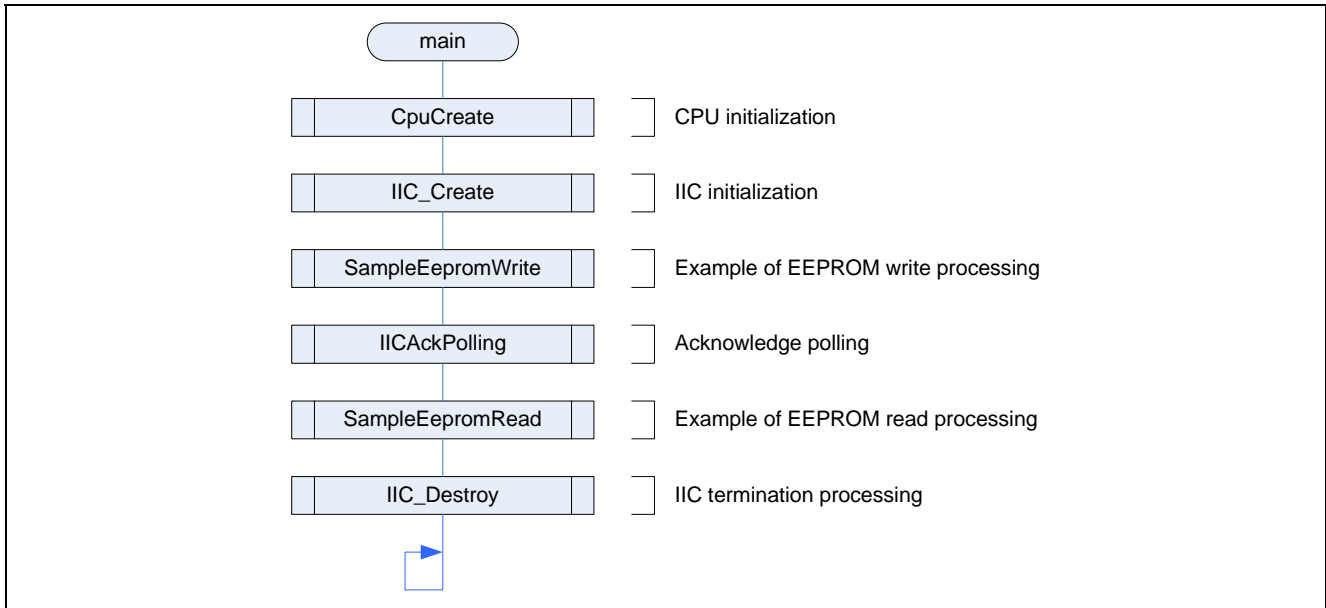 main
CpuCreate
CPU initialization
IIC_Create
IIC initialization
SampleEepromWrite
Example of EEPROM write processing
IICAckPolling
Acknowledge polling
SampleEepromRead
Example of EEPROM read processing
IIC_Destroy
IIC termination processing